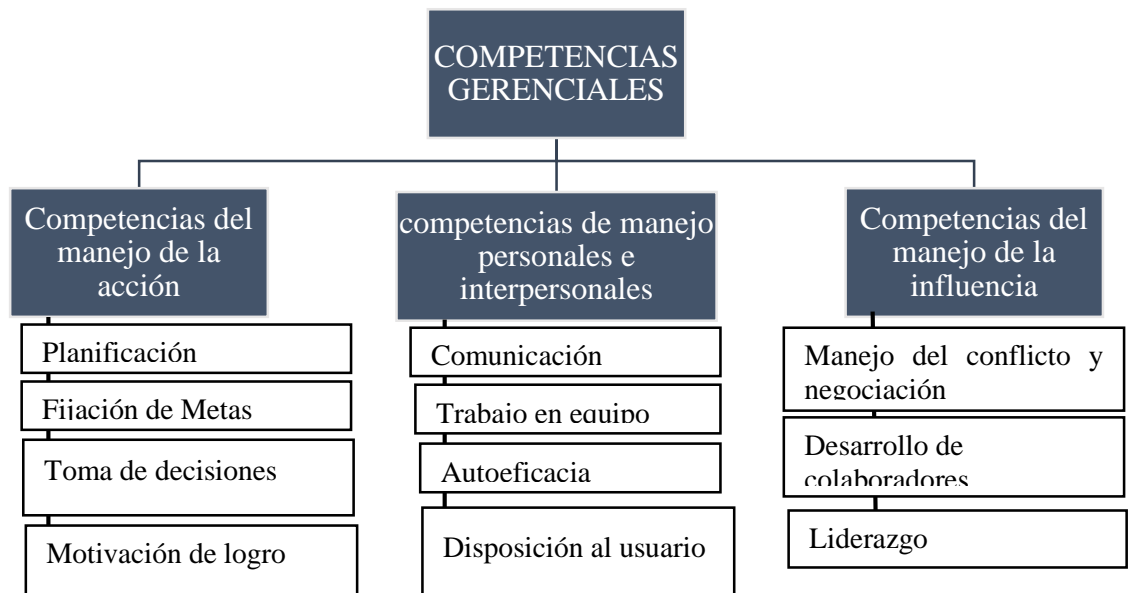 COMPETENCIAS
GERENCIALES
Competencias del
manejo de la
acción
Planificación
Fijación de Metas
Toma de decisiones
Motivación de logro
competencias de manejo
personales e
interpersonales
Comunicación
Trabajo en equipo
Autoeficacia
Disposición al usuario
Competencias del
manejo de la
influencia
Manejo del conflicto y
negociación
Desarrollo de
colaboradores
Liderazgo